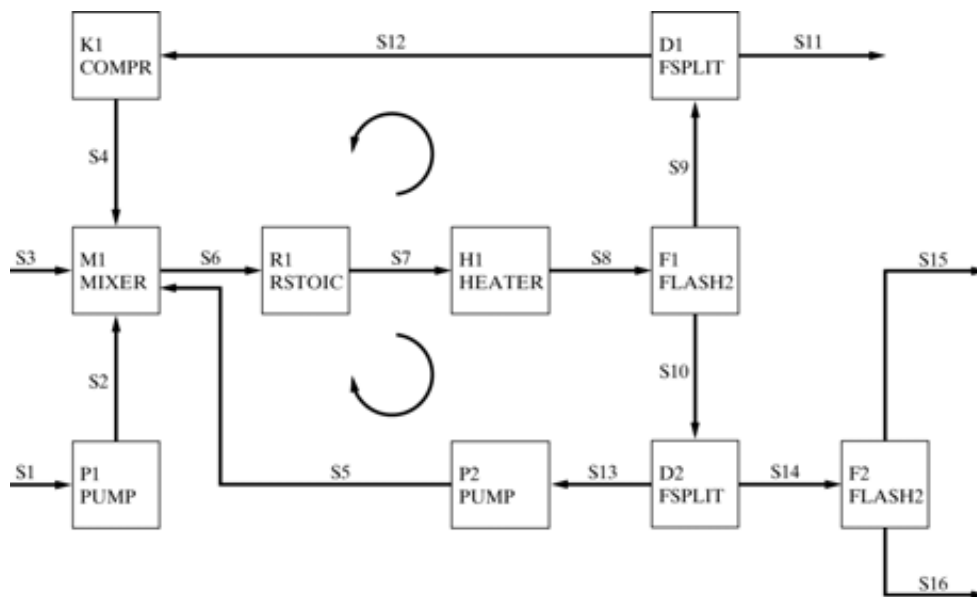 K1
COMPR
S12
D1
FSPLIT
S11
S4
S9
S3
M1
MIXER
S6
R1
RSTOIC
S7
H1
HEATER
S8
F1
FLASH2
S15
S2
S10
S1
P1
PUMP
S5
P2
PUMP
S13
D2
FSPLIT
S14
F2
FLASH2
S16